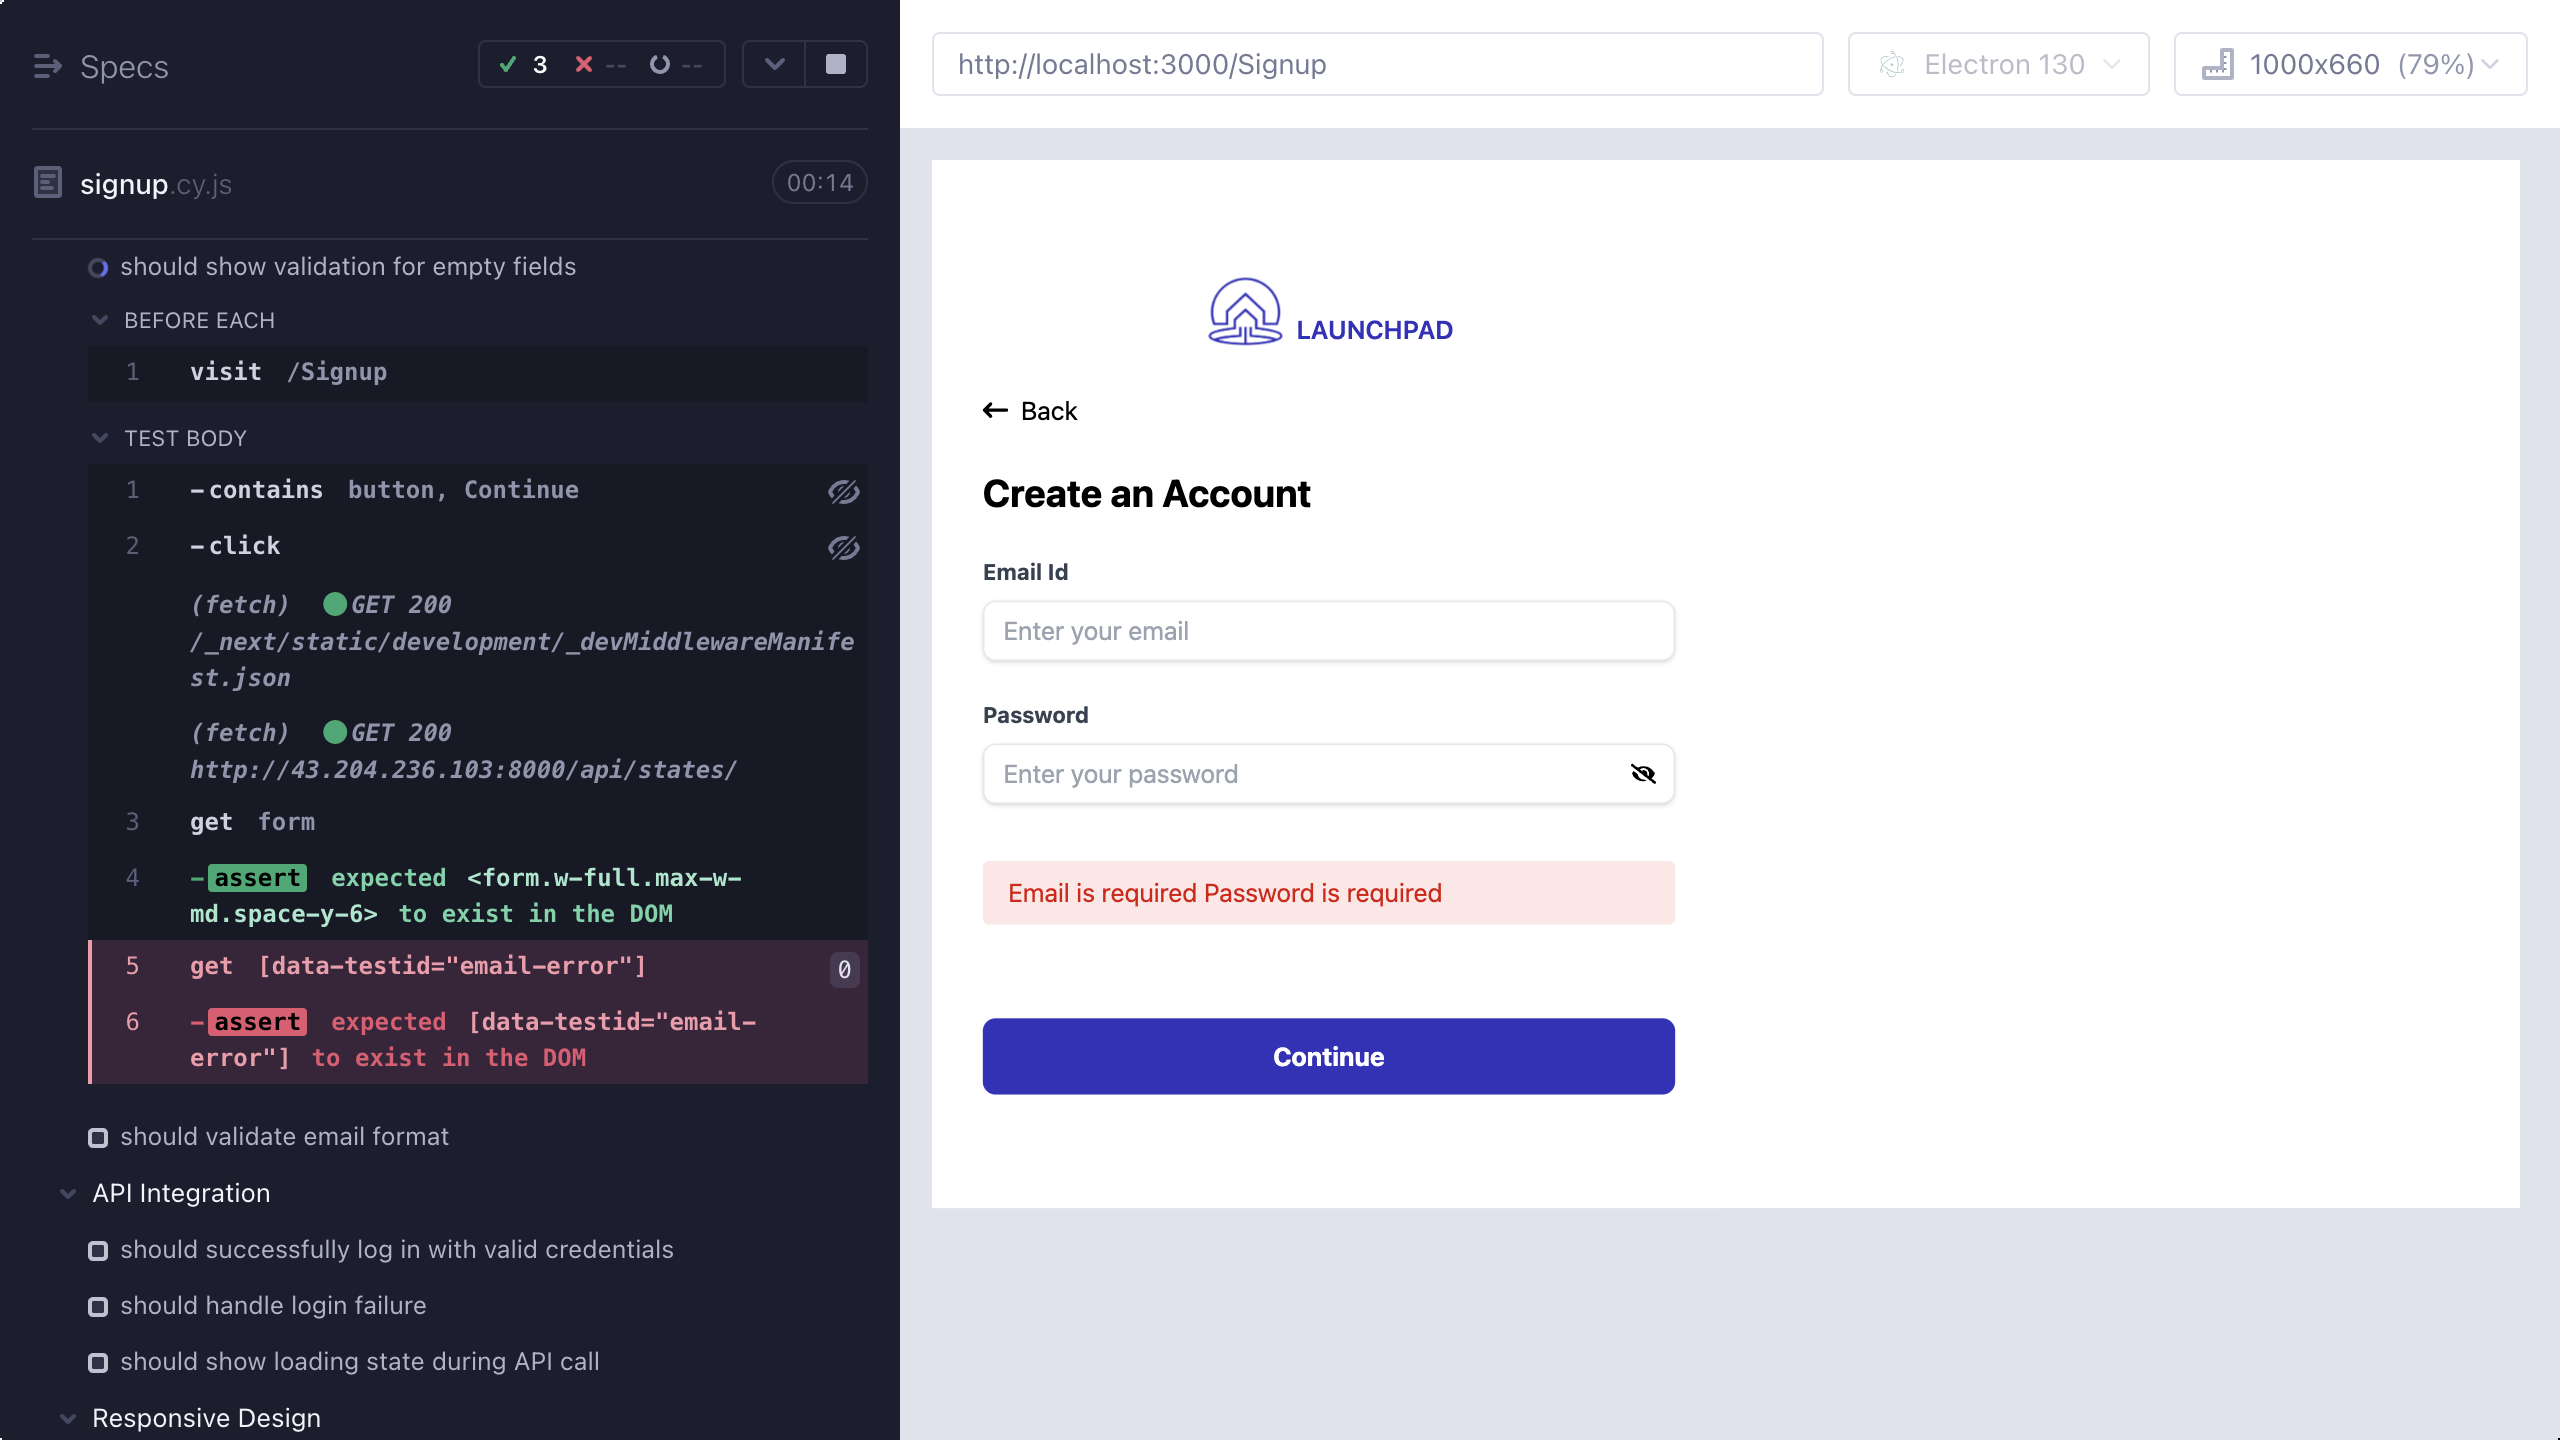 Specs
3 -- --
signup.cy.js
00:14
should show validation for empty fields
BEFORE EACH
1 visit /Signup
TEST BODY
1 -contains button, Continue
2 -click
(fetch) GET 200
/_next/static/development/_devMiddlewareManife
st.json
(fetch) GET 200
http://43.204.236.103:8000/api/states/
3 get form
4 -assert expected <form.w-full.max-w-
md.space-y-6> to exist in the DOM
5 get [data-testid="email-error"] 0
6 -assert expected [data-testid="email-
error"] to exist in the DOM
should validate email format
API Integration
should successfully log in with valid credentials
should handle login failure
should show loading state during API call
Responsive Design
http://localhost:3000/Signup
Electron 130
1000x660 (79%)
LAUNCHPAD
Back
Create an Account
Email Id
Enter your email
Password
Enter your password
Email is required Password is required
Continue